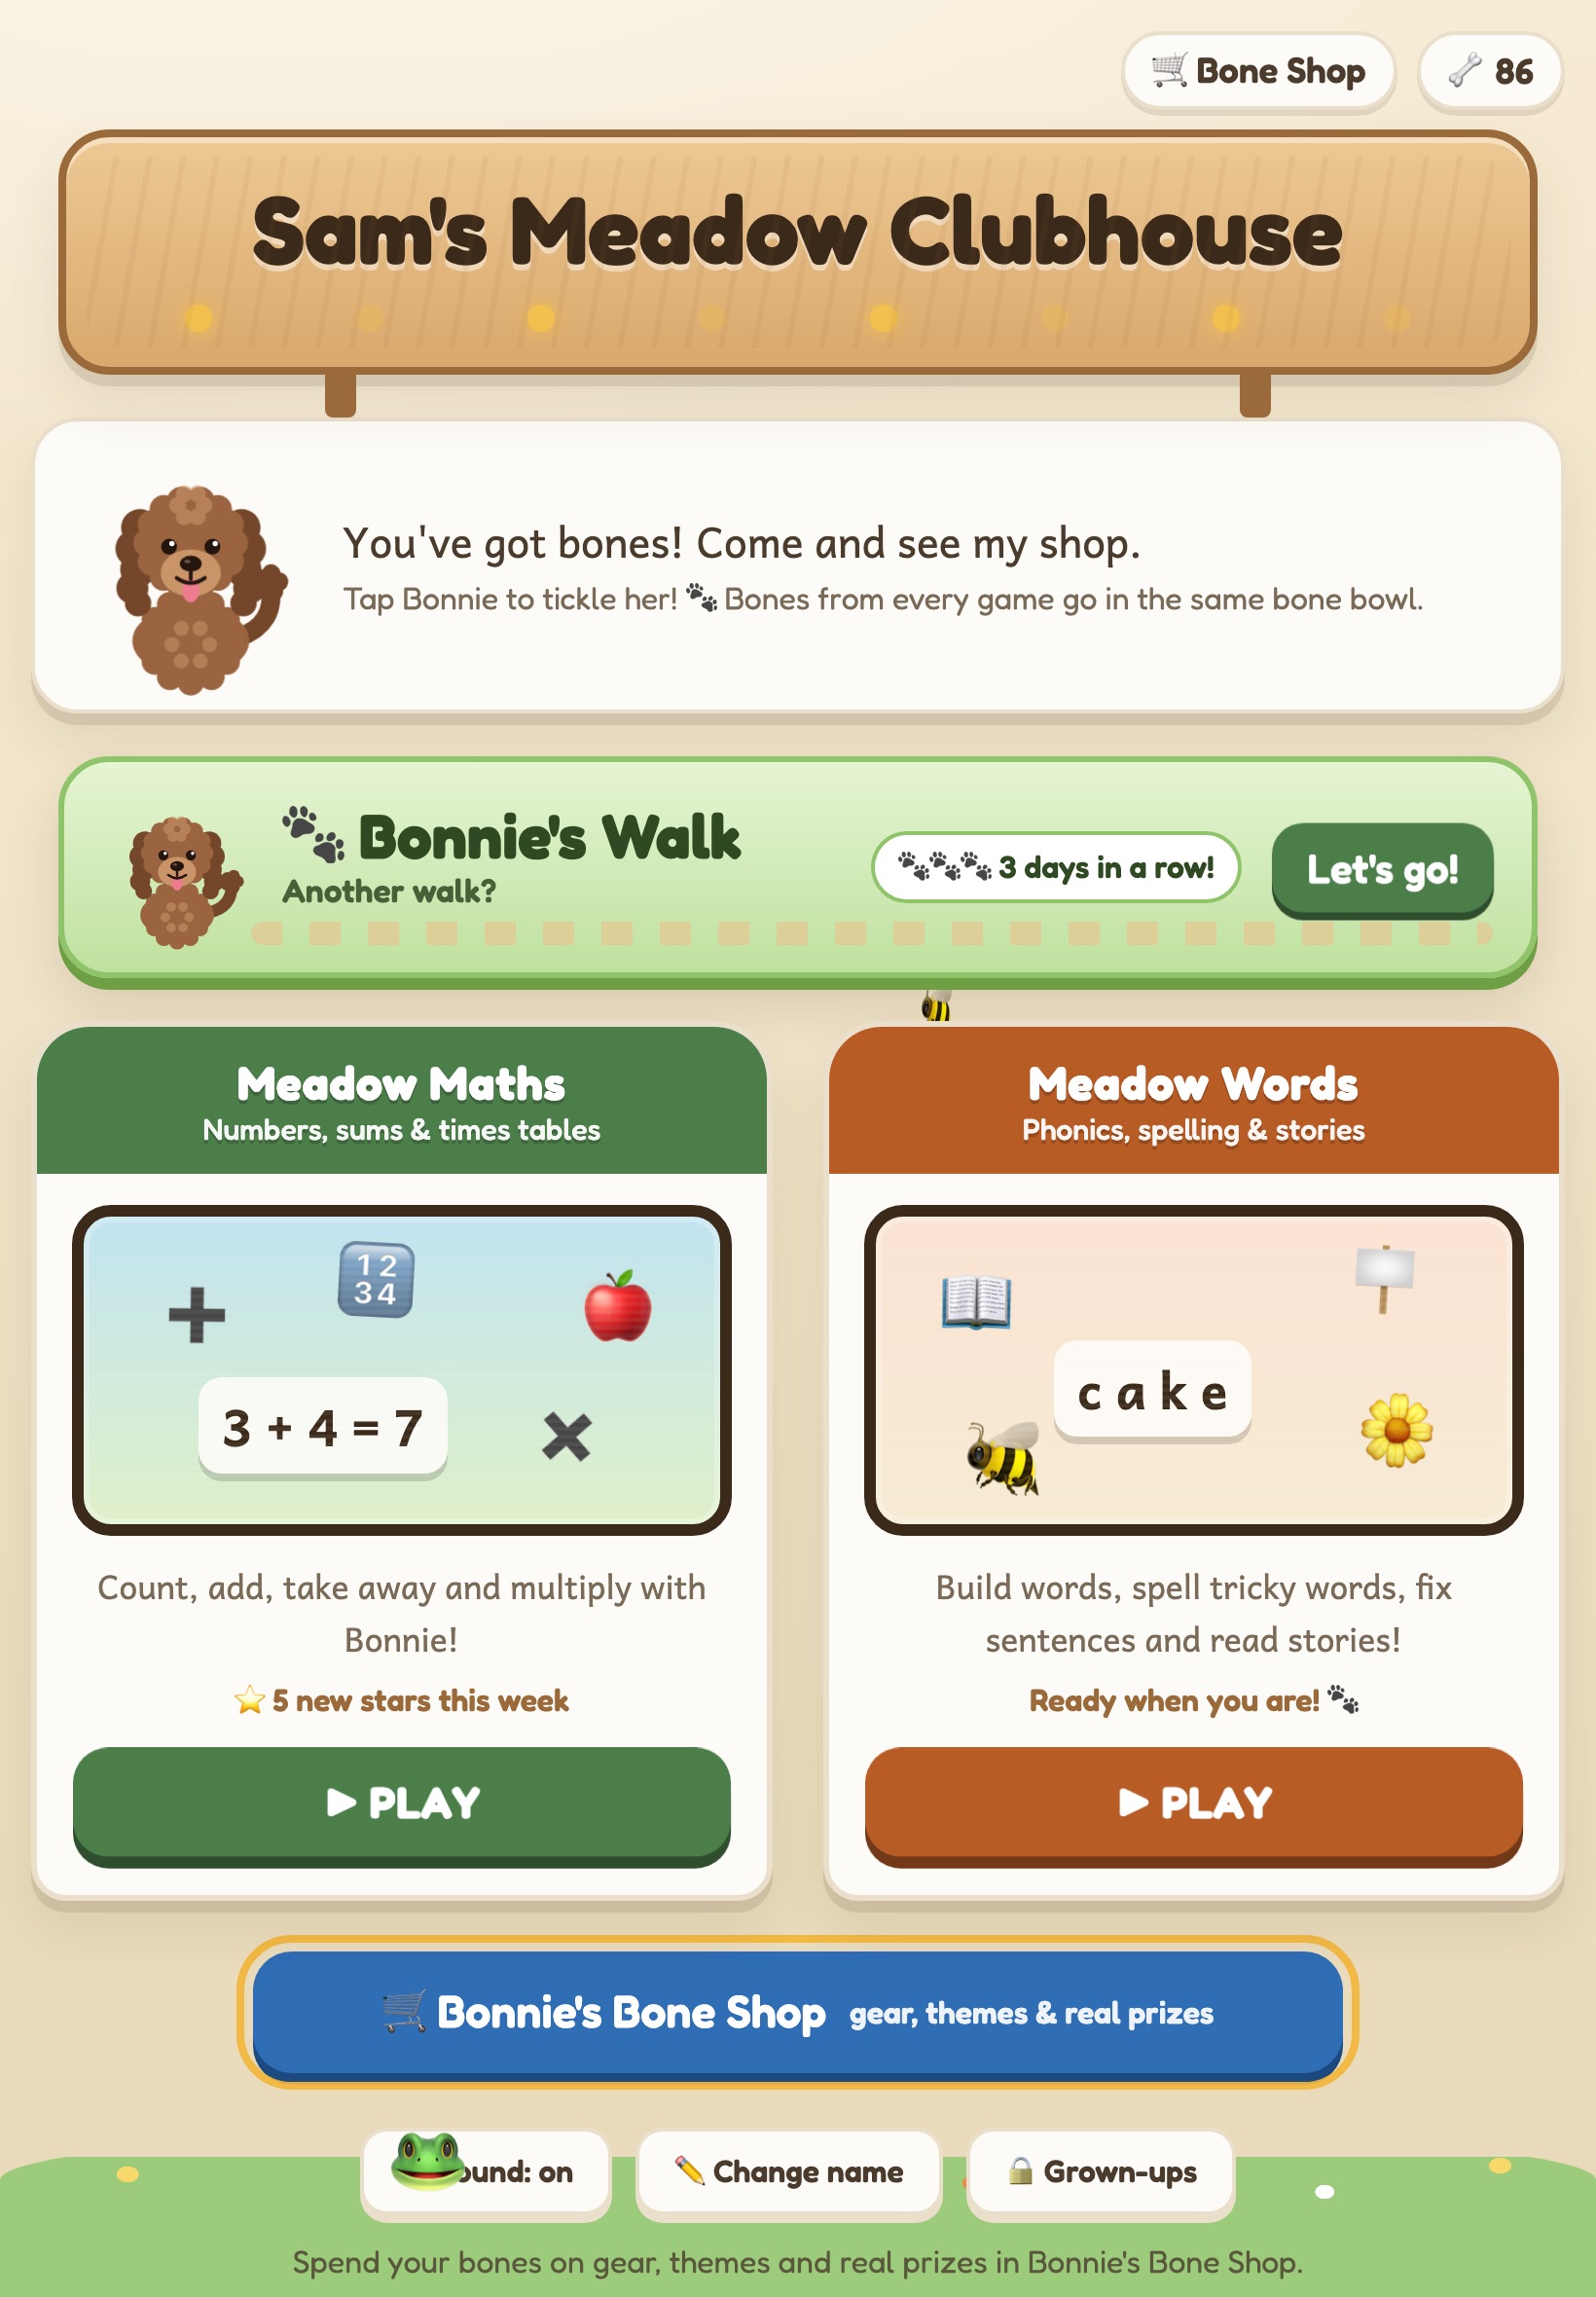 Bone Shop
86
Sam's Meadow Clubhouse
You've got bones! Come and see my shop.
Tap Bonnie to tickle her! Bones from every game go in the same bone bowl.
Bonnie's Walk
Another walk?
3 days in a row!
Let's go!
Meadow Maths
Numbers, sums & times tables
1 2
3 4
3 + 4 = 7
Count, add, take away and multiply with
Bonnie!
5 new stars this week
PLAY
Meadow Words
Phonics, spelling & stories
c a k e
Build words, spell tricky words, fix
sentences and read stories!
Ready when you are!
PLAY
Bonnie's Bone Shop gear, themes & real prizes
ound: on
Change name
Grown-ups
Spend your bones on gear, themes and real prizes in Bonnie's Bone Shop.